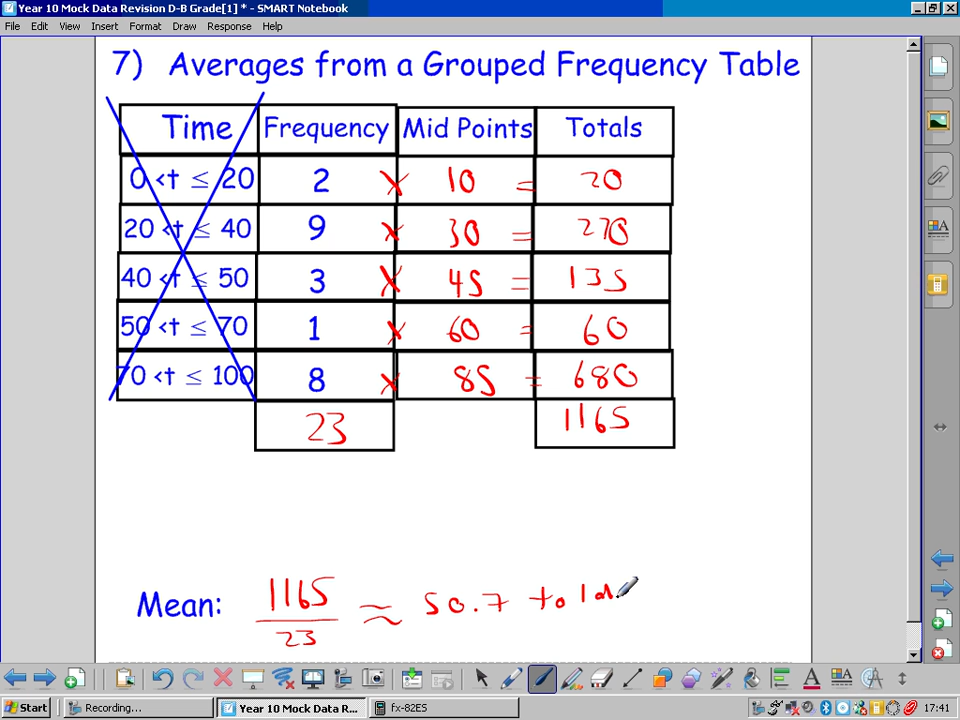 Year 10 Mock Data Revision D-B Grade[1] * - SMART Notebook
File Edit View Insert Format Draw Response Help
7) Averages from a Grouped Frequency Table
Time Frequency Mid Points Totals
0 <t ≤ 20 2 x 10 = 20
20 <t ≤ 40 9 x 30 = 270
40 <t ≤ 50 3 x 45 = 135
50 <t ≤ 70 1 x 60 = 60
70 <t ≤ 100 8 x 85 = 680
23 1165
Mean: 1165 ≈ 50.7 to 1d
23
Start Recording... Year 10 Mock Data R... fx-82ES 17:41